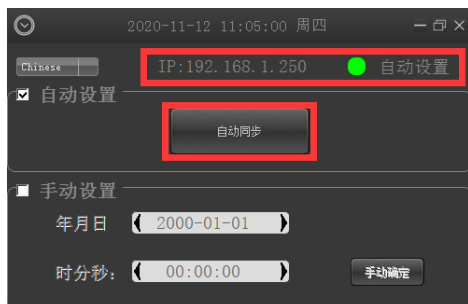 2020-11-12 11:05:00 周四
Chinese IP:192.168.1.250 自动设置
自动设置
自动同步
手动设置
年月日 2000-01-01
时分秒: 00:00:00 手动确定